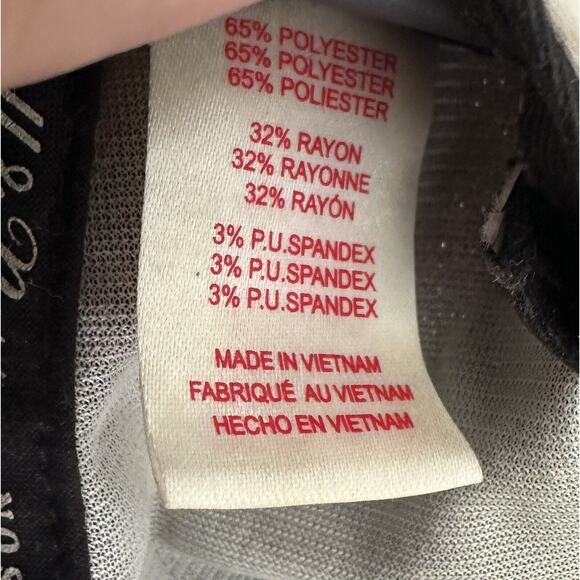 65% POLYESTER
65% POLYESTER
65% POLIESTER
32% RAYON
32% RAYONNE
32% RAYÓN
3% P.U.SPANDEX
3% P.U.SPANDEX
3% P.U.SPANDEX
MADE IN VIETNAM
FABRIQUÉ AU VIETNAM
HECHO EN VIETNAM